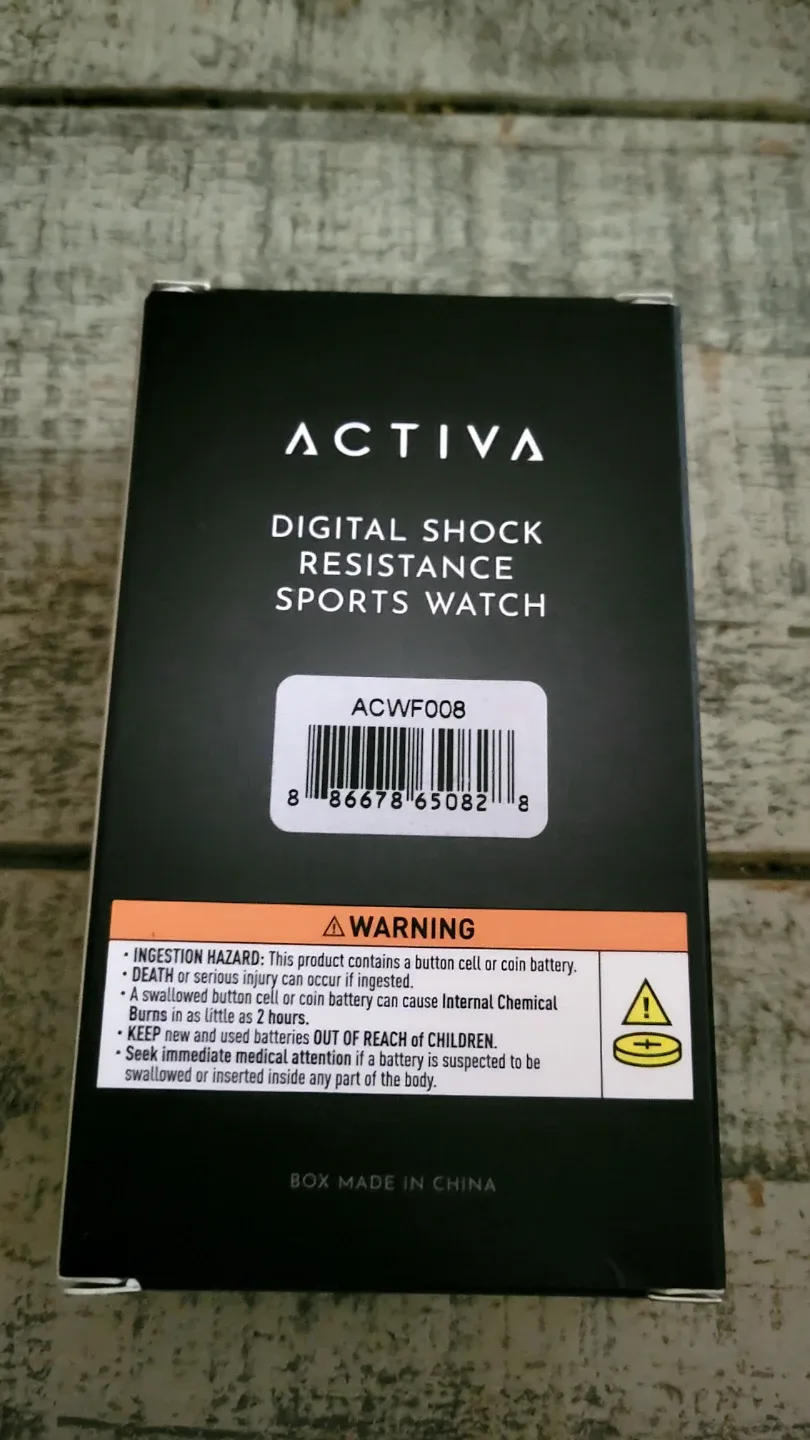 ACTIVA
DIGITAL SHOCK
RESISTANCE
SPORTS WATCH
ACWF008
8 86678 65082 8
⚠ WARNING
• INGESTION HAZARD: This product contains a button cell or coin battery.
• DEATH or serious injury can occur if ingested.
• A swallowed button cell or coin battery can cause Internal Chemical
Burns in as little as 2 hours.
• KEEP new and used batteries OUT OF REACH of CHILDREN.
• Seek immediate medical attention if a battery is suspected to be
swallowed or inserted inside any part of the body.
BOX MADE IN CHINA